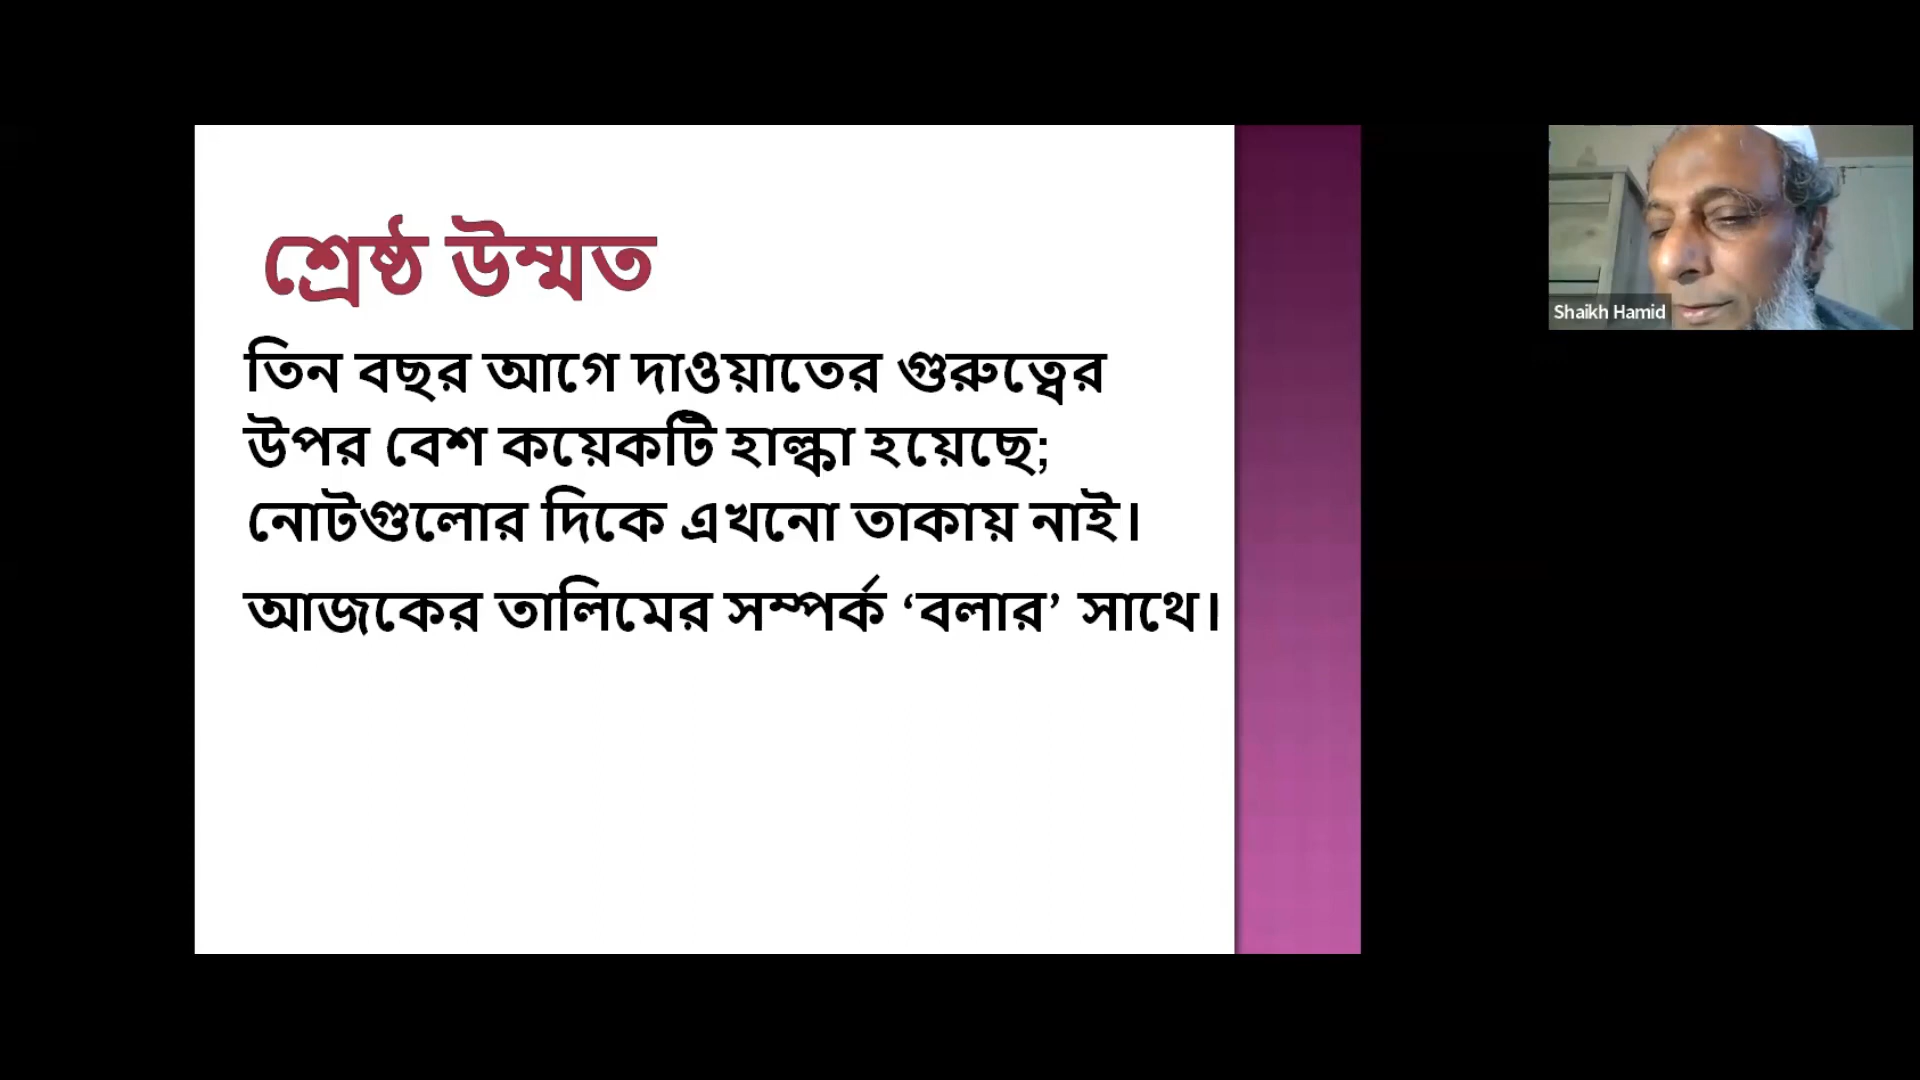 শ্রেষ্ঠ উম্মত
তিন বছর আগে দাওয়াতের গুরুত্বের
উপর বেশ কয়েকটি হাল্কা হয়েছে;
নোটগুলোর দিকে এখনো তাকায় নাই।
আজকের তালিমের সম্পর্ক ‘বলার’ সাথে।
Shaikh Hamid